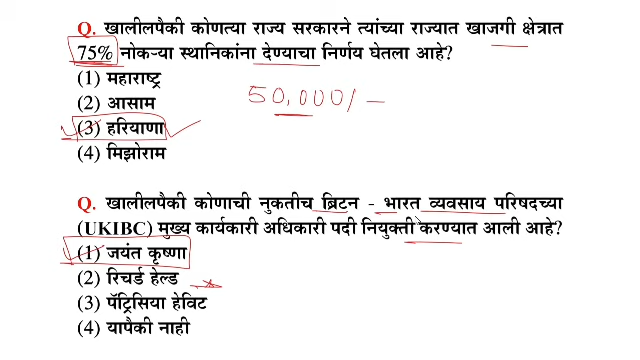 Q. खालीलपैकी कोणत्या राज्य सरकारने त्यांच्या राज्यात खाजगी क्षेत्रात
75% नोकऱ्या स्थानिकांना देण्याचा निर्णय घेतला आहे?
(1) महाराष्ट्र
(2) आसाम
50,000/-
(3) हरियाणा
(4) मिझोराम
Q. खालीलपैकी कोणाची नुकतीच ब्रिटन - भारत व्यवसाय परिषदच्या
(UKIBC) मुख्य कार्यकारी अधिकारी पदी नियुक्ती करण्यात आली आहे?
(1) जयंत कृष्णा
(2) रिचर्ड हेल्ड
(3) पॅट्रिसिया हेविट
(4) यापैकी नाही